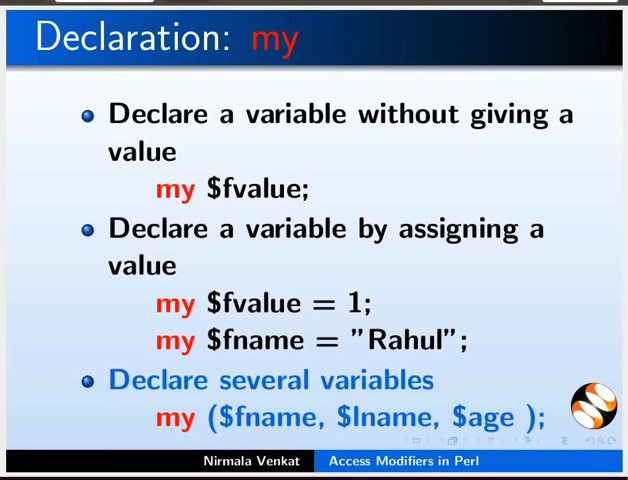 Declaration: my
Declare a variable without giving a
value
my $fvalue;
Declare a variable by assigning a
value
my $fvalue = 1;
my $fname = ”Rahul”;
Declare several variables
my ($fname, $lname, $age );
Nirmala Venkat Access Modifiers in Perl